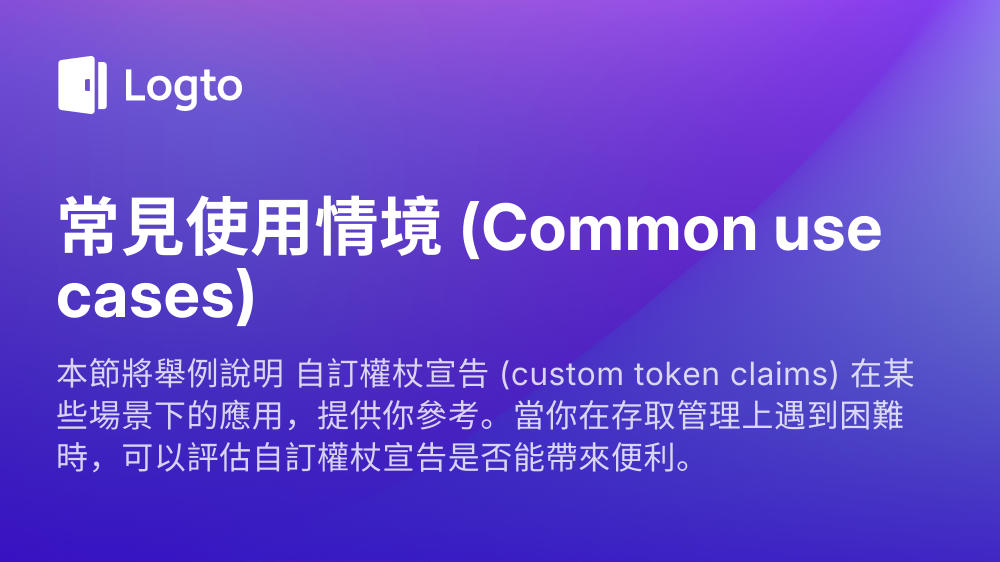 Logto
常見使用情境 (Common use
cases)
本節將舉例說明 自訂權杖宣告 (custom token claims) 在某
些場景下的應用，提供你參考。當你在存取管理上遇到困難
時，可以評估自訂權杖宣告是否能帶來便利。